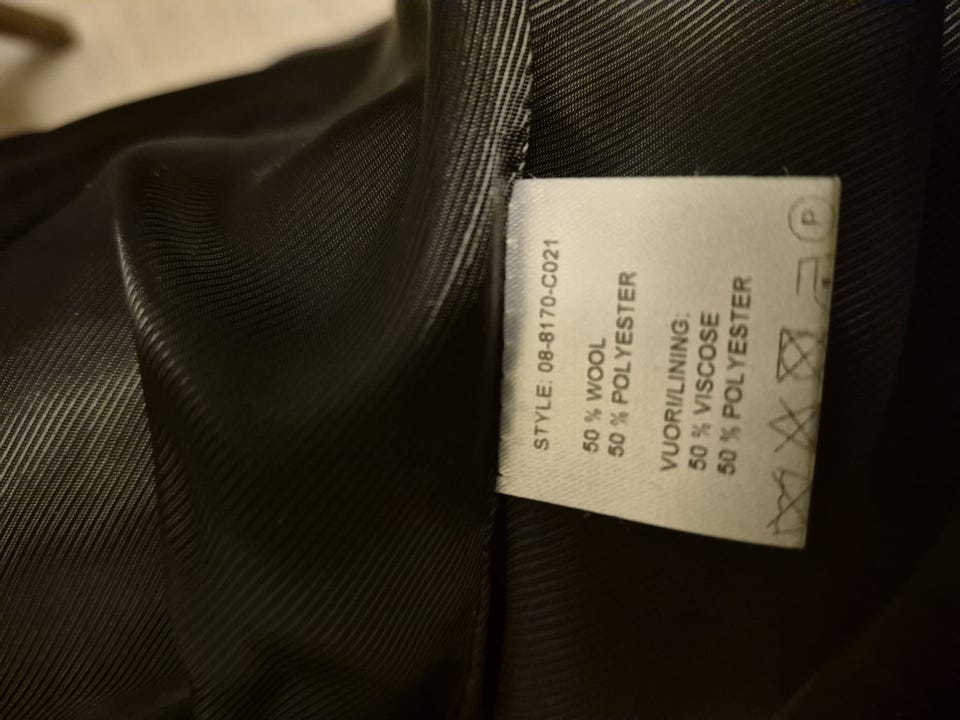 STYLE: 08-8170-C021
50 % WOOL
50 % POLYESTER
VUORI/LINING:
50 % VISCOSE
50 % POLYESTER
P